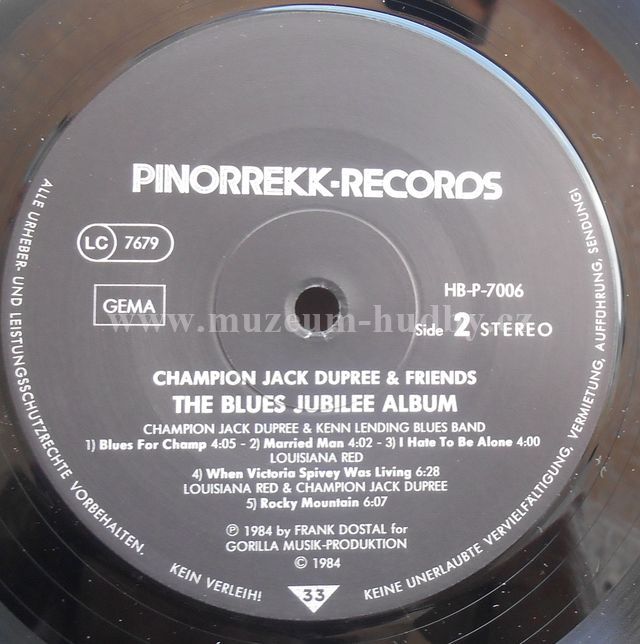 PINORREKK-RECORDS
LC 7679
GEMA
HB-P-7006
Side 2 STEREO
www.muzeum-hudby.cz
CHAMPION JACK DUPREE & FRIENDS
THE BLUES JUBILEE ALBUM
CHAMPION JACK DUPREE & KENN LENDING BLUES BAND
1) Blues For Champ 4:05 - 2) Married Man 4:02 - 3) I Hate To Be Alone 4:00
LOUISIANA RED
4) When Victoria Spivey Was Living 6:28
LOUISIANA RED & CHAMPION JACK DUPREE
5) Rocky Mountain 6:07
℗ 1984 by FRANK DOSTAL for
GORILLA MUSIK-PRODUKTION
© 1984
33
ALLE URHEBER- UND LEISTUNGSSCHUTZRECHTE VORBEHALTEN. KEIN VERLEIH! KEINE UNERLAUBTE VERVIELFÄLTIGUNG, VERMIETUNG, AUFFÜHRUNG, SENDUNG!